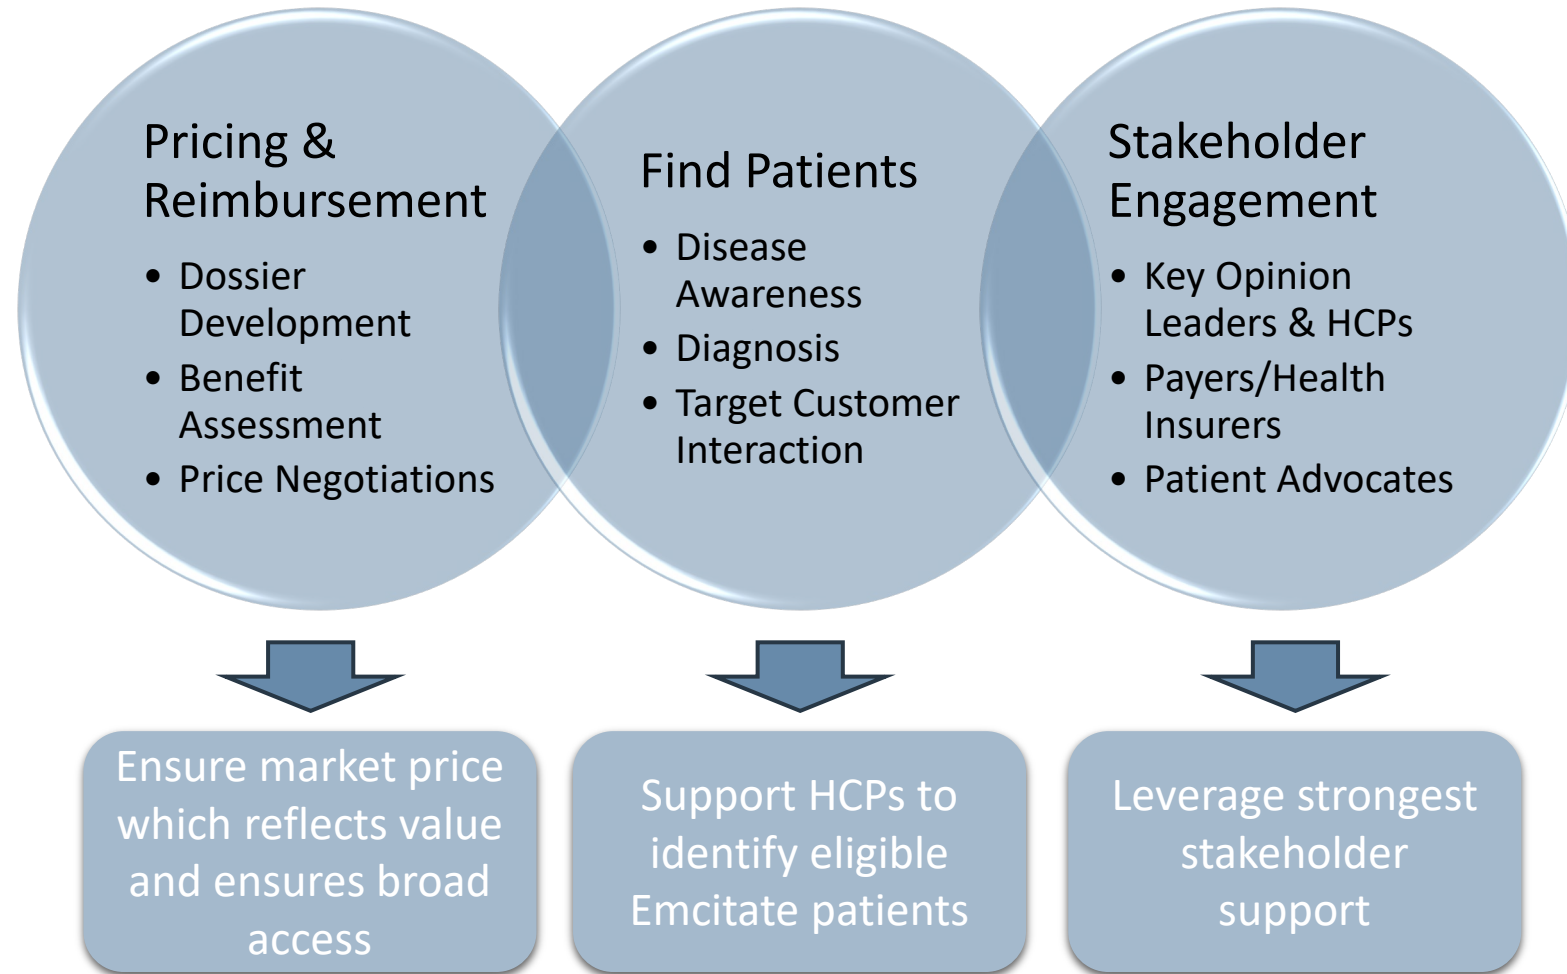 Pricing &
Reimbursement
• Dossier
Development
• Benefit
Assessment
• Price Negotiations
Find Patients
• Disease
Awareness
• Diagnosis
• Target Customer
Interaction
Stakeholder
Engagement
• Key Opinion
Leaders & HCPs
• Payers/Health
Insurers
• Patient Advocates
Ensure market price
which reflects value
and ensures broad
access
Support HCPs to
identify eligible
Emcitate patients
Leverage strongest
stakeholder
support